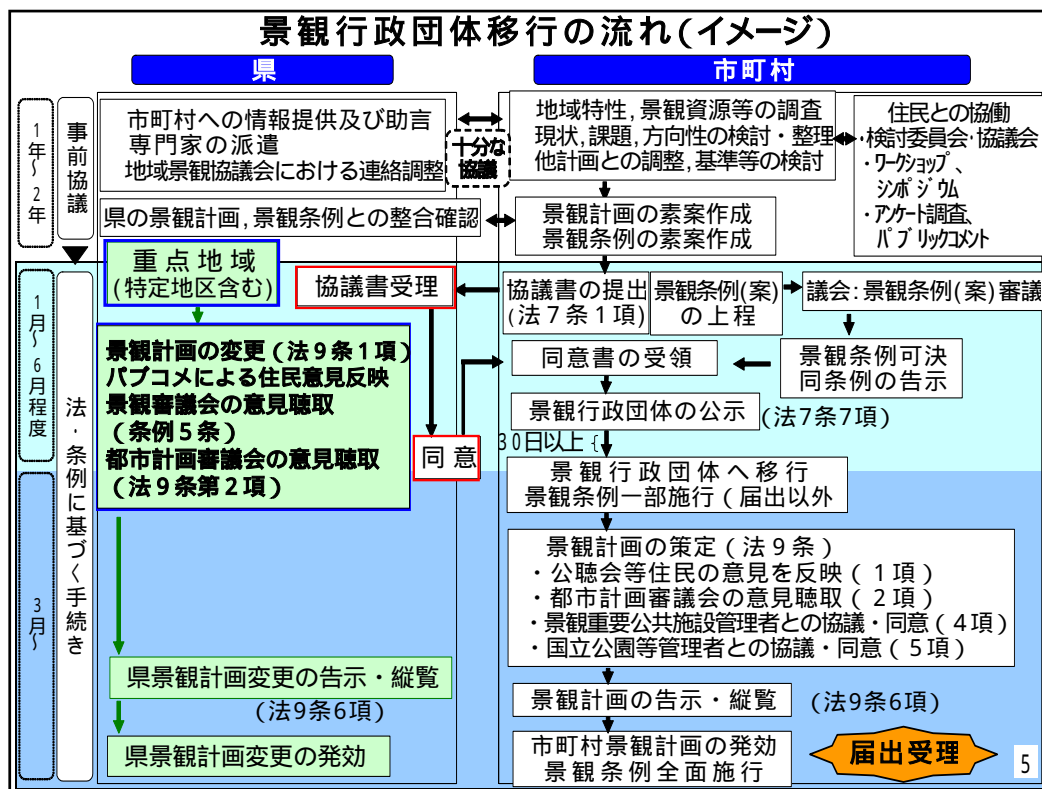 景観行政団体移行の流れ(イメージ)
県
市町村
1年～2年
事前協議
市町村への情報提供及び助言
専門家の派遣
地域景観協議会における連絡調整
十分な
協議
地域特性，景観資源等の調査
現状，課題，方向性の検討・整理
他計画との調整，基準等の検討
住民との協働
・検討委員会・協議会
・ワークショップ、
シンポジウム
・アンケート調査、
パブリックコメント
県の景観計画，景観条例との整合確認
景観計画の素案作成
景観条例の素案作成
1月～6月程度
法・条例に基づく手続き
重点地域
(特定地区含む)
協議書受理
協議書の提出
(法7条1項)
景観条例(案)
の上程
議会：景観条例(案)審議
景観計画の変更(法9条1項)
パブコメによる住民意見反映
景観審議会の意見聴取
(条例5条)
都市計画審議会の意見聴取
(法9条第2項)
同意
同意書の受領
景観条例可決
同条例の告示
景観行政団体の公示
(法7条7項)
30日以上{
景観行政団体へ移行
景観条例一部施行(届出以外
3月～
景観計画の策定(法9条)
・公聴会等住民の意見を反映(1項)
・都市計画審議会の意見聴取(2項)
・景観重要公共施設管理者との協議・同意(4項)
・国立公園等管理者との協議・同意(5項)
県景観計画変更の告示・縦覧
(法9条6項)
景観計画の告示・縦覧
(法9条6項)
県景観計画変更の発効
市町村景観計画の発効
景観条例全面施行
届出受理
5